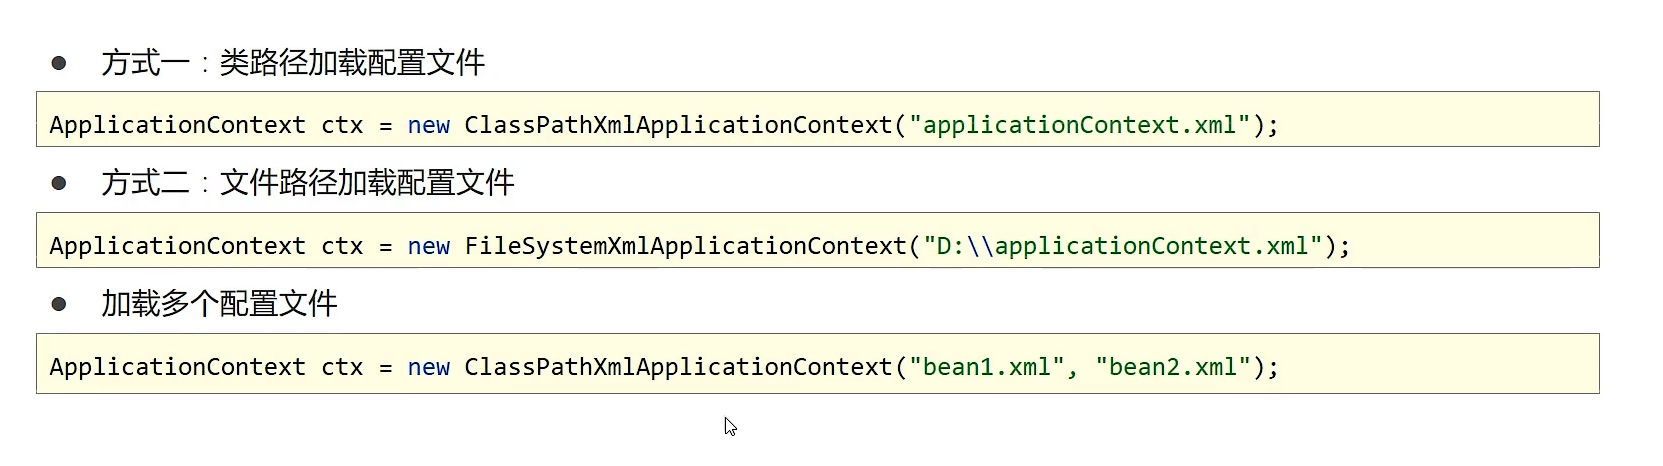 ● 方式一：类路径加载配置文件
ApplicationContext ctx = new ClassPathXmlApplicationContext("applicationContext.xml");
● 方式二：文件路径加载配置文件
ApplicationContext ctx = new FileSystemXmlApplicationContext("D:\\applicationContext.xml");
● 加载多个配置文件
ApplicationContext ctx = new ClassPathXmlApplicationContext("bean1.xml", "bean2.xml");